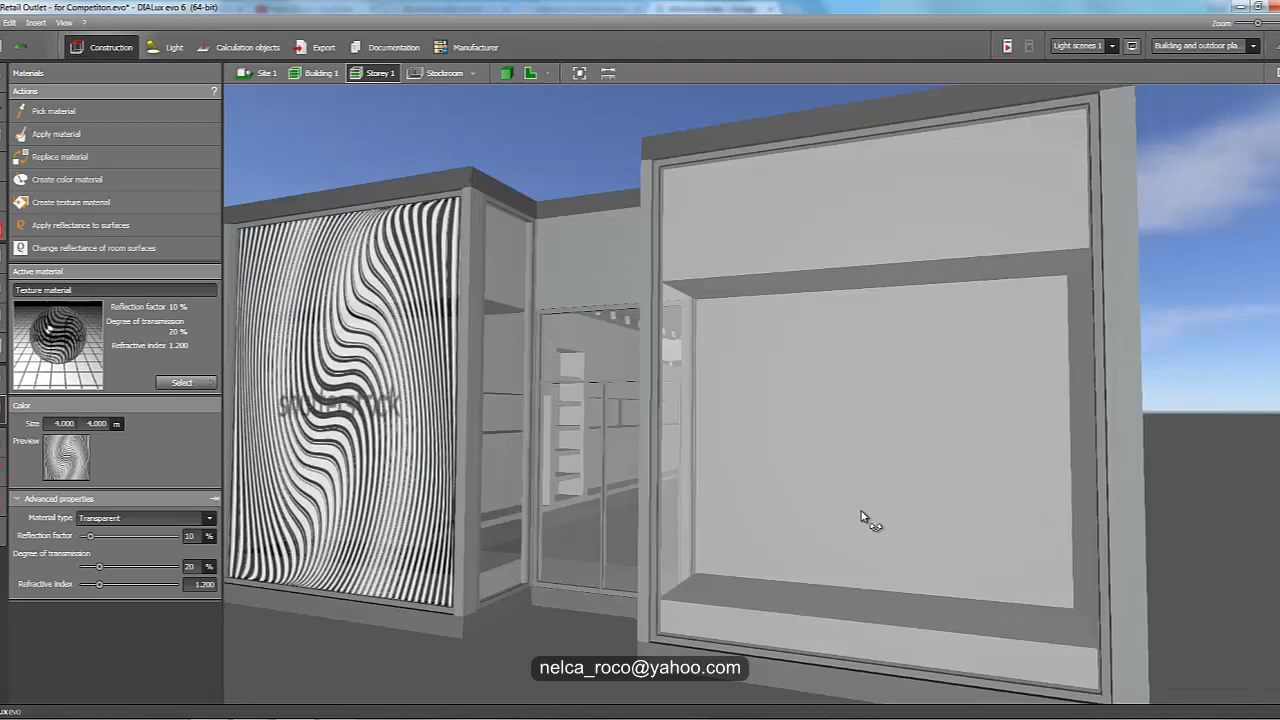 Retail Outlet - for Competiton.evo* - DIALux evo 6 (64-bit)
Edit Insert View ? Zoom
Construction Light Calculation objects Export Documentation Manufacturer Light scenes 1 Building and outdoor pla...
Materials Site 1 Building 1 Storey 1 Stockroom
Actions ?
Pick material
Apply material
Replace material
Create color material
Create texture material
Apply reflectance to surfaces
Change reflectance of room surfaces
Active material
Texture material
Reflection factor 10 %
Degree of transmission
20 %
Refractive index 1.200
Select
Color
Size 4.000 4.000 m
Preview
Advanced properties
Material type Transparent
Reflection factor 10 %
Degree of transmission
20 %
Refractive index 1.200
shutterstock
nelca_roco@yahoo.com
ux evo